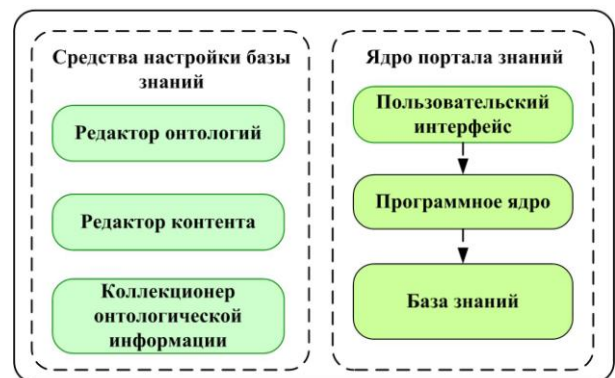 Средства настройки базы
знаний
Редактор онтологий
Редактор контента
Коллекционер
онтологической
информации
Ядро портала знаний
Пользовательский
интерфейс
Программное ядро
База знаний